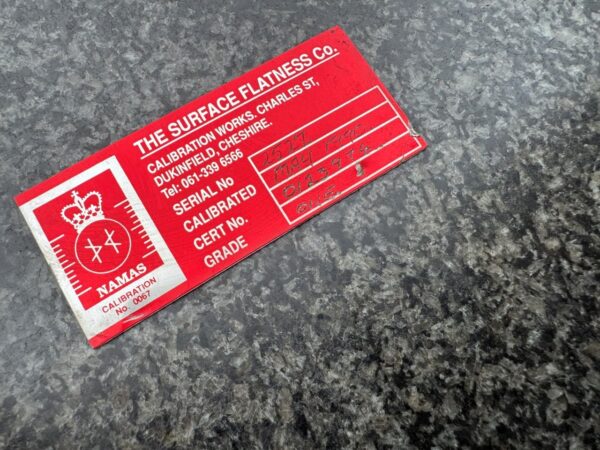 THE SURFACE FLATNESS Co.
CALIBRATION WORKS, CHARLES ST,
DUKINFIELD, CHESHIRE.
Tel: 061-339 6566
SERIAL No
CALIBRATED May
CERT No.
GRADE
NAMAS
CALIBRATION
No. 0067